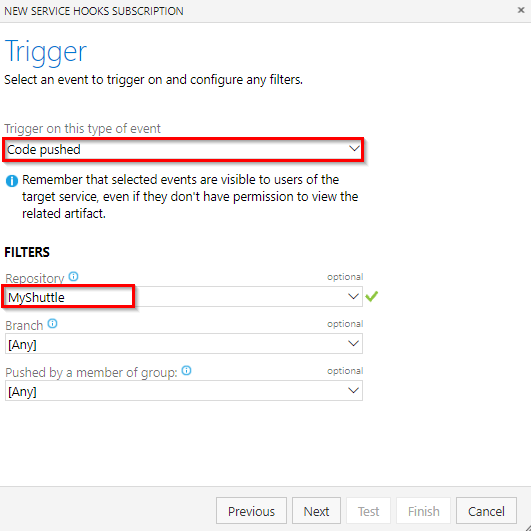 NEW SERVICE HOOKS SUBSCRIPTION
Trigger
Select an event to trigger on and configure any filters.
Trigger on this type of event
Code pushed
Remember that selected events are visible to users of the
target service, even if they don't have permission to view the
related artifact.
FILTERS
Repository optional
MyShuttle
Branch optional
[Any]
Pushed by a member of group: optional
[Any]
Previous Next Test Finish Cancel